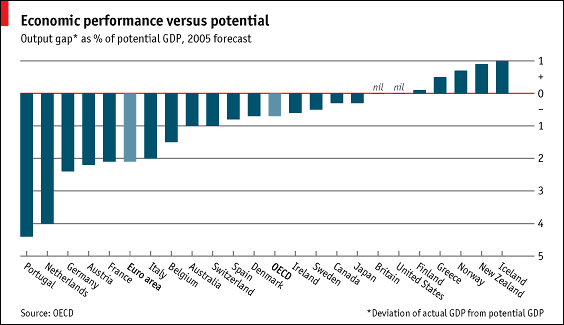 Economic performance versus potential
Output gap* as % of potential GDP, 2005 forecast
1
+
0
–
1
2
3
4
5
nil
nil
Portugal
Netherlands
Germany
Austria
France
Euro area
Italy
Belgium
Australia
Switzerland
Spain
Denmark
OECD
Ireland
Sweden
Canada
Japan
Britain
United States
Finland
Greece
Norway
New Zealand
Iceland
Source: OECD
*Deviation of actual GDP from potential GDP